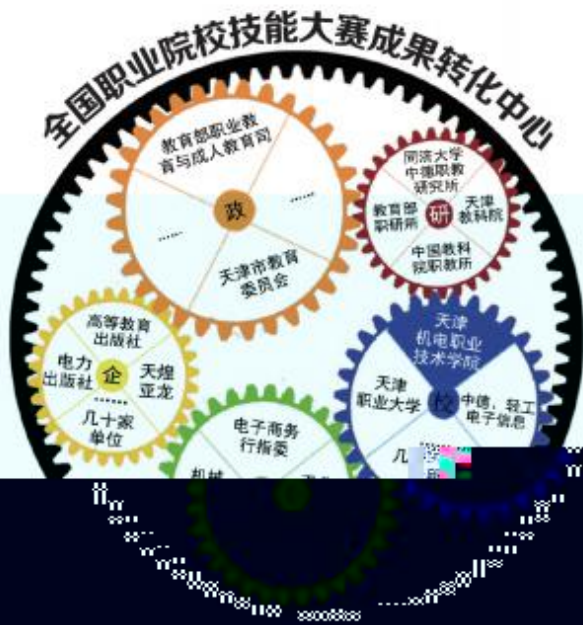 全国职业院校技能大赛成果转化中心
教育部职业教
育与成人教育司
......
政
......
天津市教育
委员会
同济大学
中德职教
研究所
教育部
职研所
研
天津
教科院
中国教科
院职教所
高等教育
出版社
电力
出版社
企
天煌
亚龙
......
几十家
单位
天津
机电职业
技术学院
天津
职业大学
校
中德，轻工
电子信息
......
几
电子商务
行指委
机械